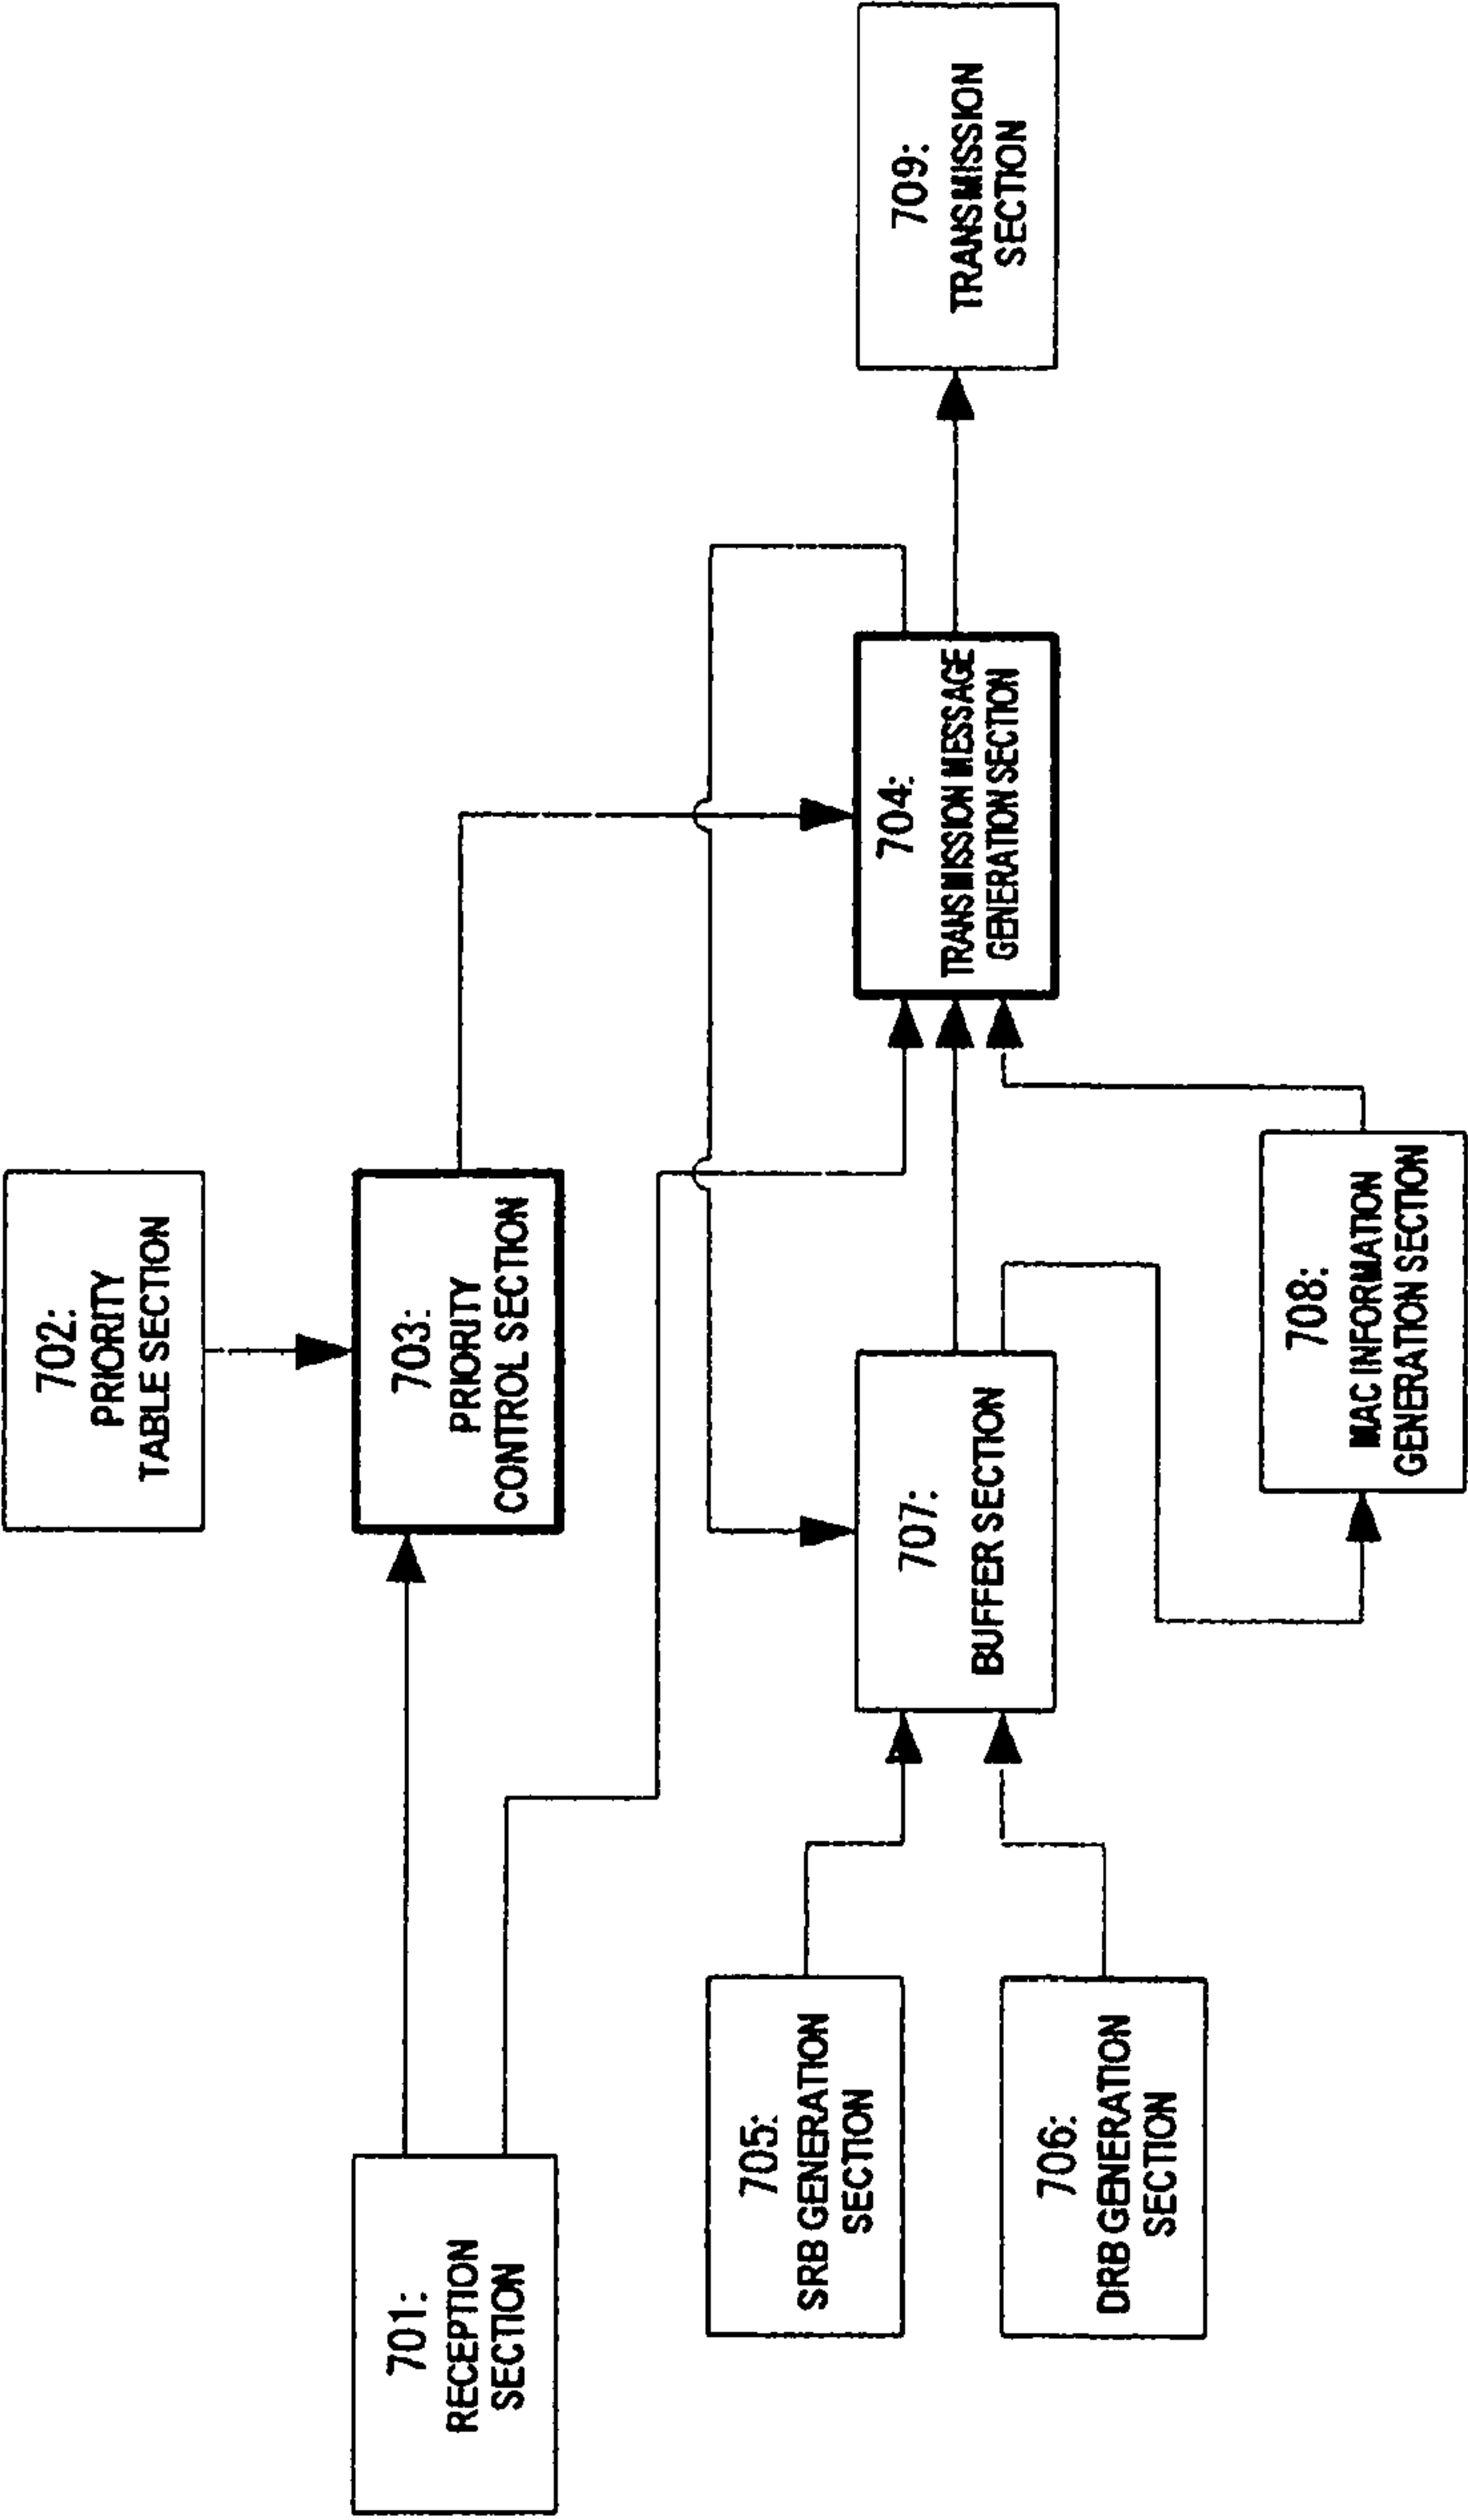 702:
PRIORITY
TABLE SECTION
701:
RECEPTION
SECTION
703:
PRIORITY
CONTROL SECTION
705:
SRB GENERATION
SECTION
706:
DRB GENERATION
SECTION
707:
BUFFER SECTION
704:
TRANSMISSION MESSAGE
GENERATION SECTION
709:
TRANSMISSION
SECTION
708:
MAC INFORMATION
GENERATION SECTION